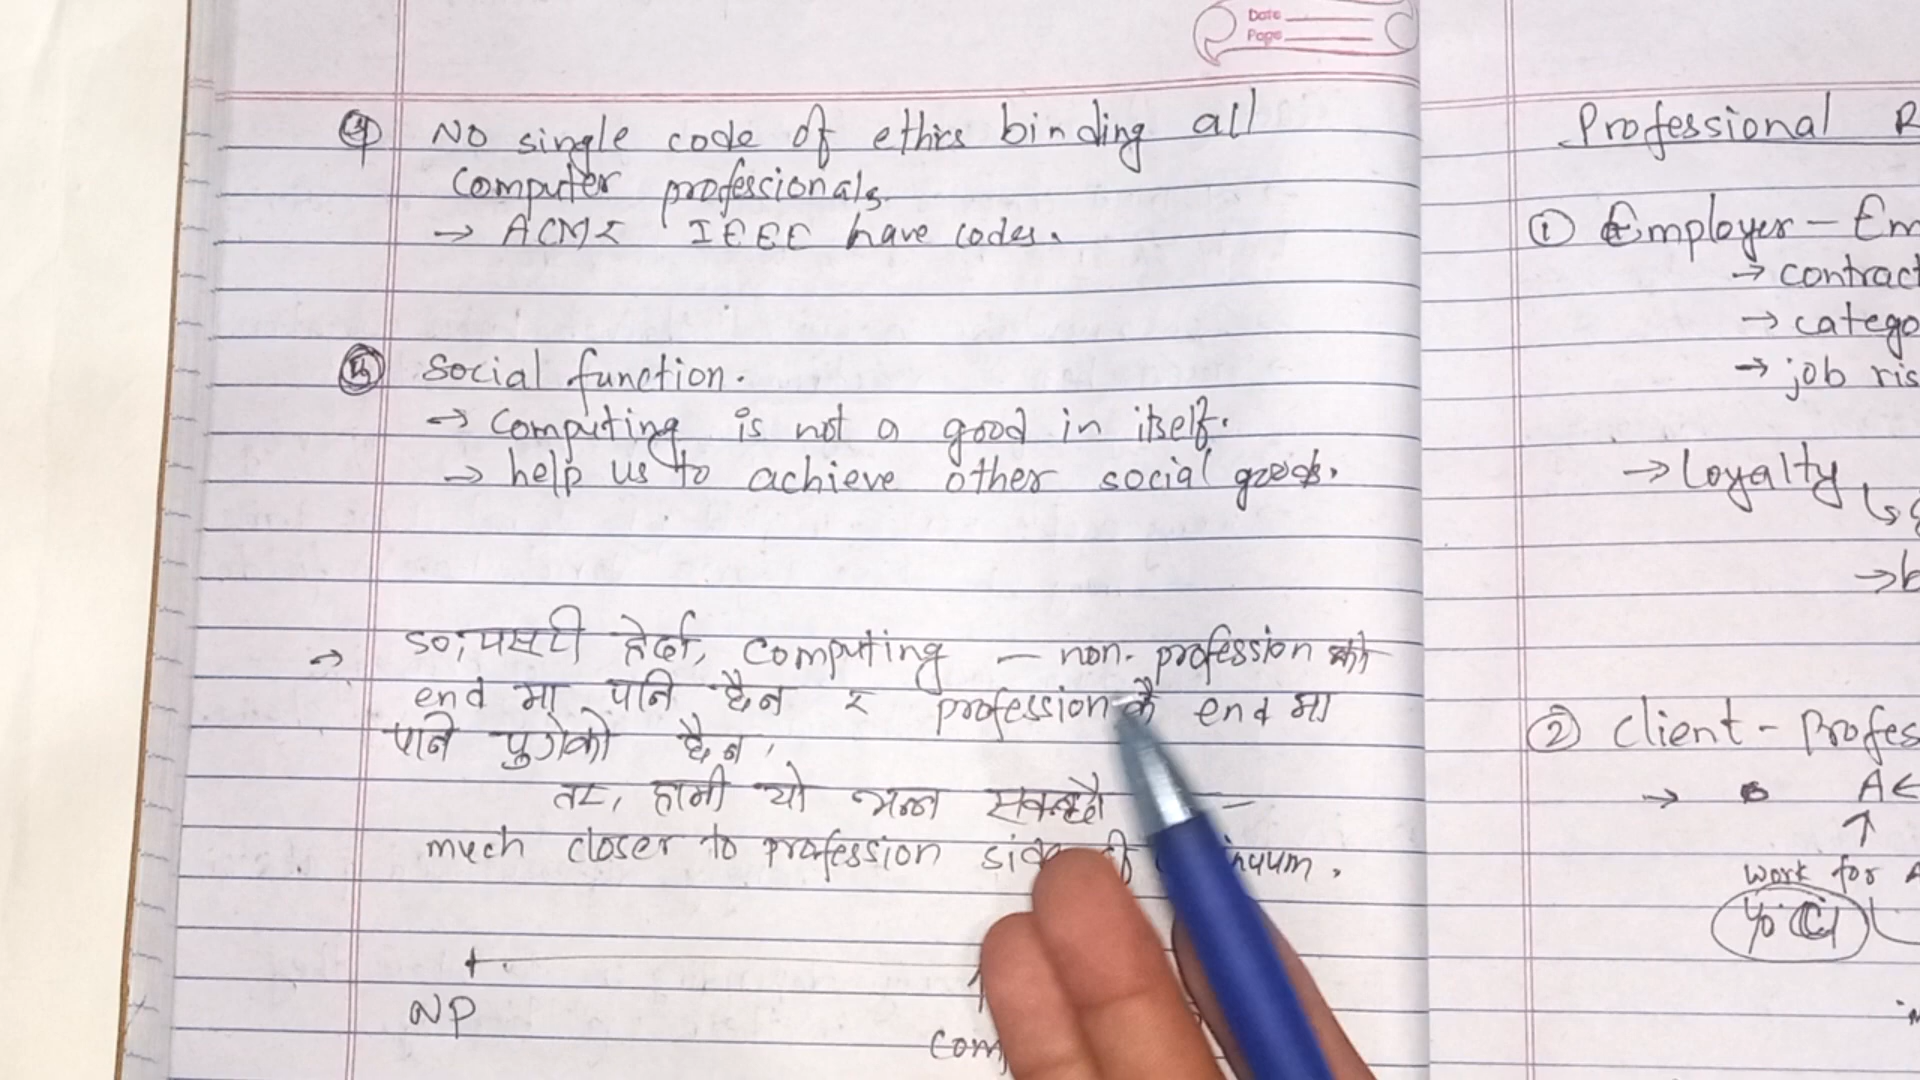 Date
Page
④ No single code of ethics binding all
computer professionals.
→ ACM र IEEE have codes.
⑤ Social function.
→ Computing is not a good in itself.
→ help us to achieve other social goods.
→ so, यसरी हेर्दा, Computing – non-profession को
end मा पनि छैन र profession कै end मा
पनि पुगेको छैन,
तर, हामी यो भन्न सक्छौ –
much closer to profession side of continuum.
NP
Com
Professional R
① Employer – Em
→ contract
→ catego
→ job ris
→ Loyalty
② Client – Profes
→ A
work for A